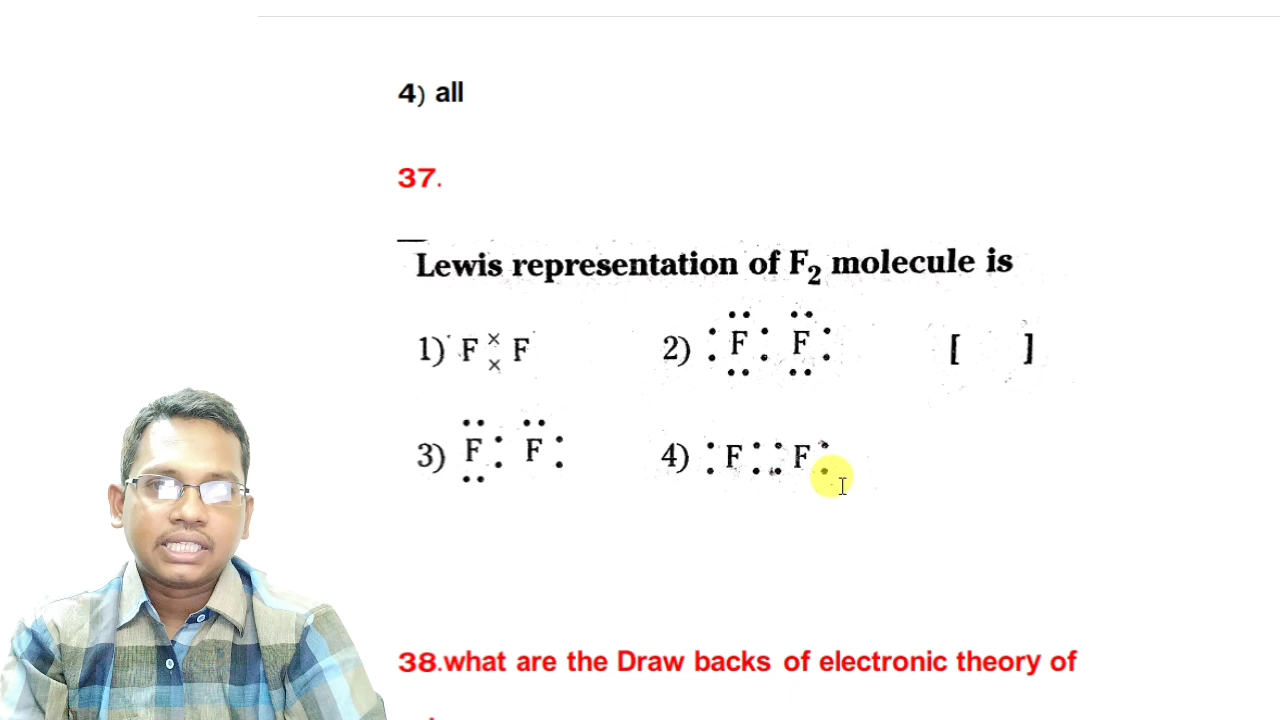 4) all
37.
Lewis representation of F₂ molecule is
1) F ×
× F
2) : F : F : [ ]
3) F : F :
4) : F : : F :
38.what are the Draw backs of electronic theory of